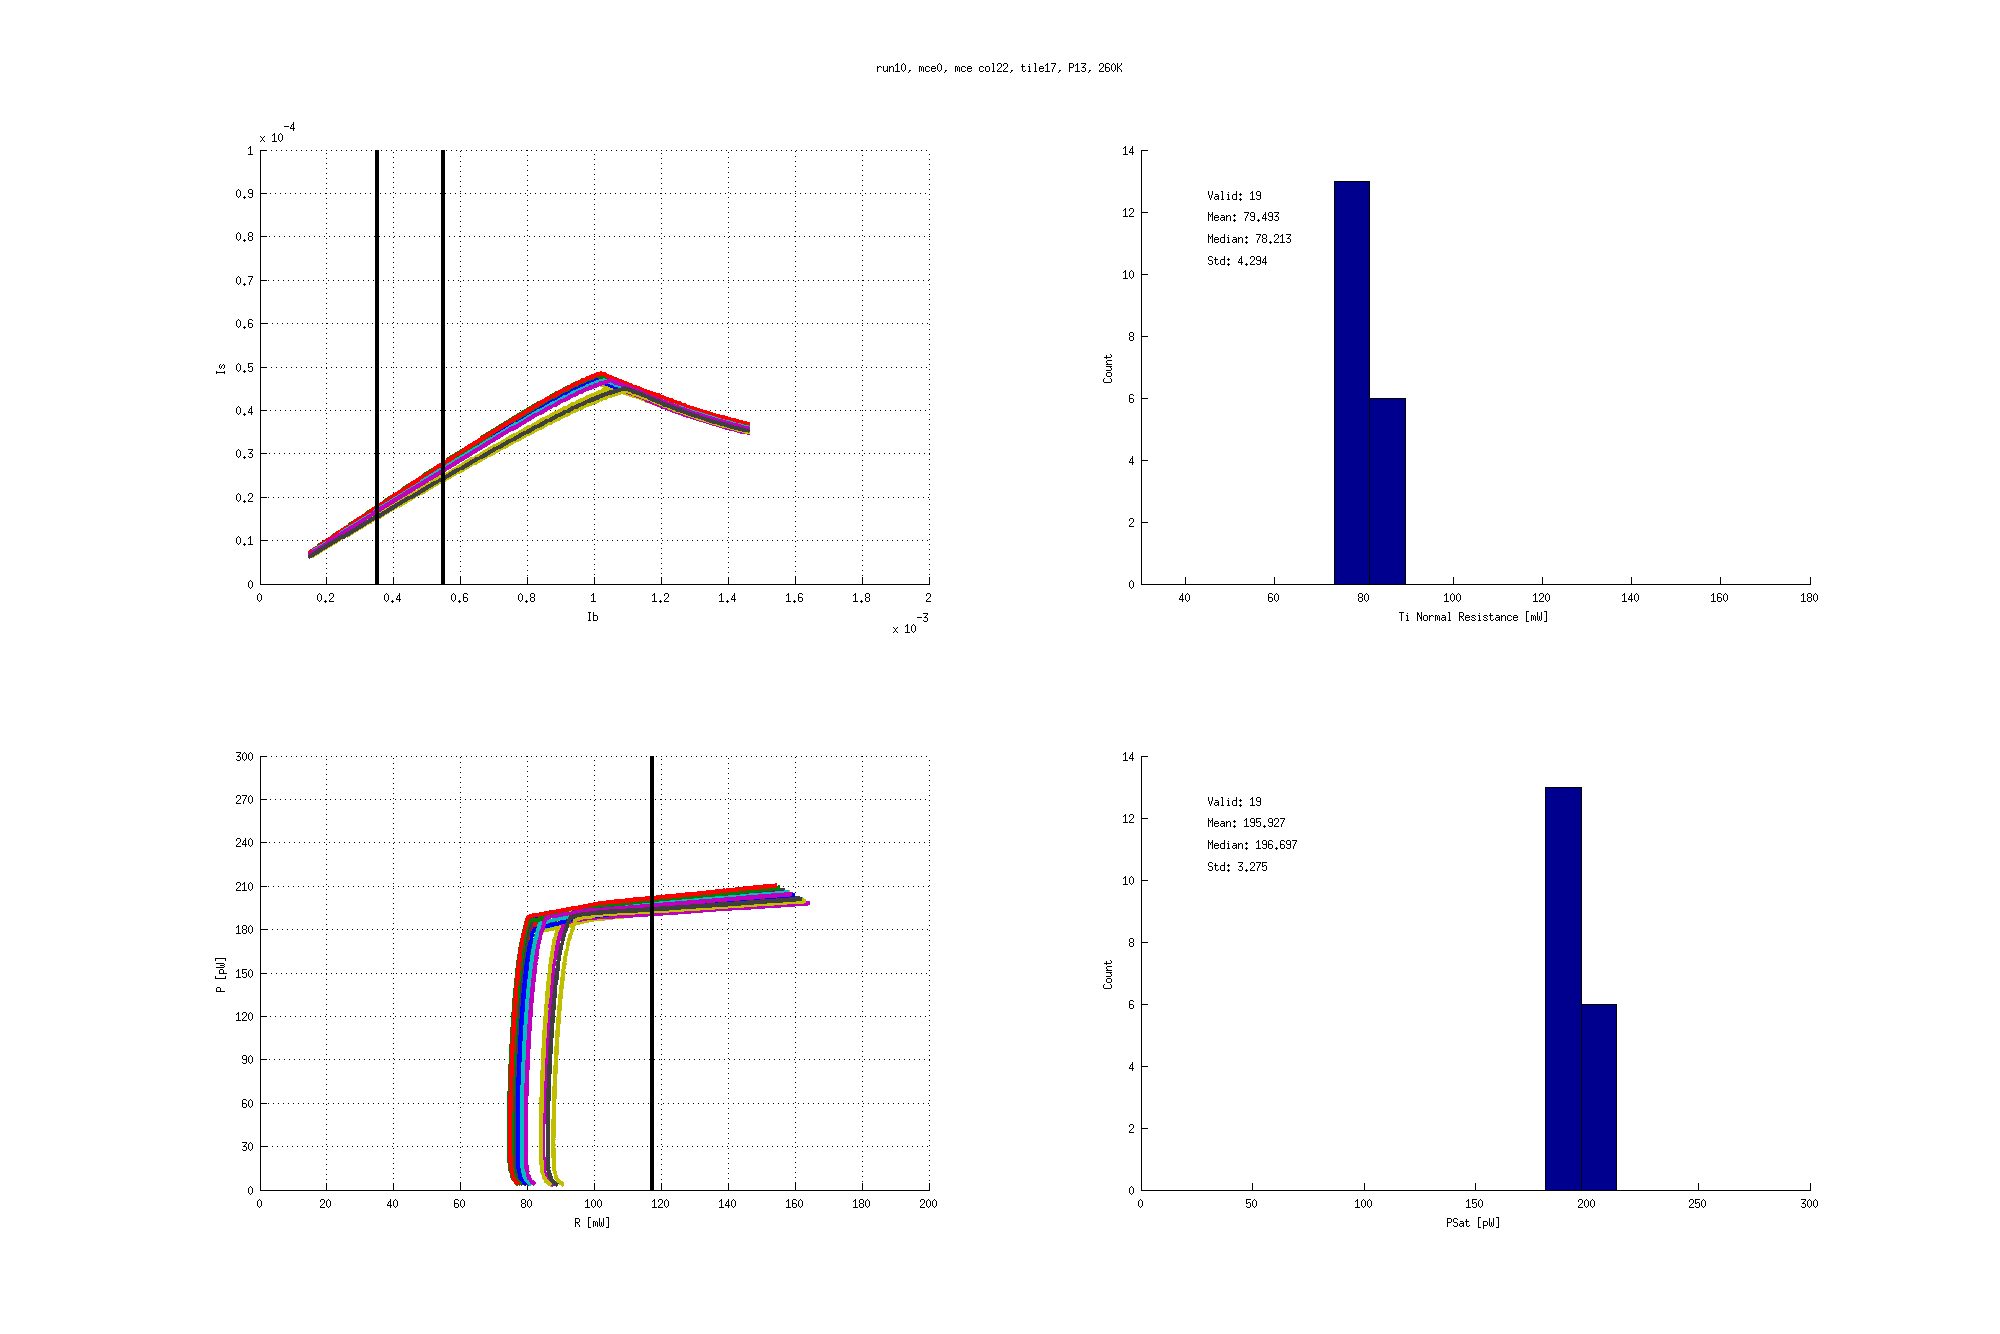 run10, mce0, mce col22, tile17, P13, 260K
x 10 -4
1
0.9
0.8
0.7
0.6
0.5
0.4
0.3
0.2
0.1
0
Is
0 0.2 0.4 0.6 0.8 1 1.2 1.4 1.6 1.8 2
Ib
x 10 -3
14
12
10
8
6
4
2
0
Count
Valid: 19
Mean: 79.493
Median: 78.213
Std: 4.294
40 60 80 100 120 140 160 180
Ti Normal Resistance [mW]
300
270
240
210
180
150
120
90
60
30
0
P [pW]
0 20 40 60 80 100 120 140 160 180 200
R [mW]
14
12
10
8
6
4
2
0
Count
Valid: 19
Mean: 195.927
Median: 196.697
Std: 3.275
0 50 100 150 200 250 300
PSat [pW]